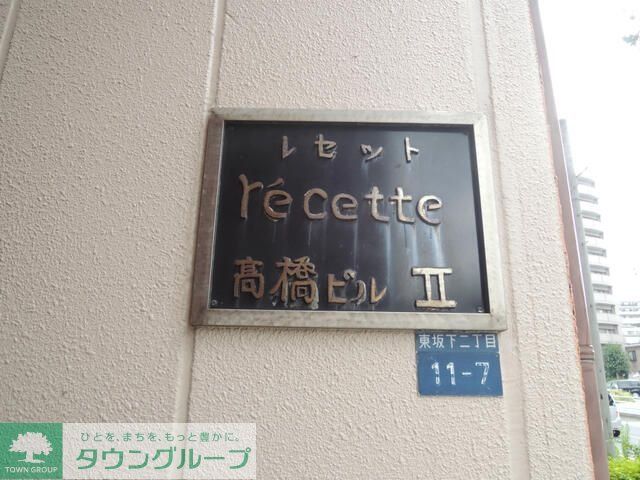 レセット
récette
高橋ビル II
東坂下二丁目
11-7
ひとを、まちを、もっと豊かに。
タウングループ
TOWN GROUP